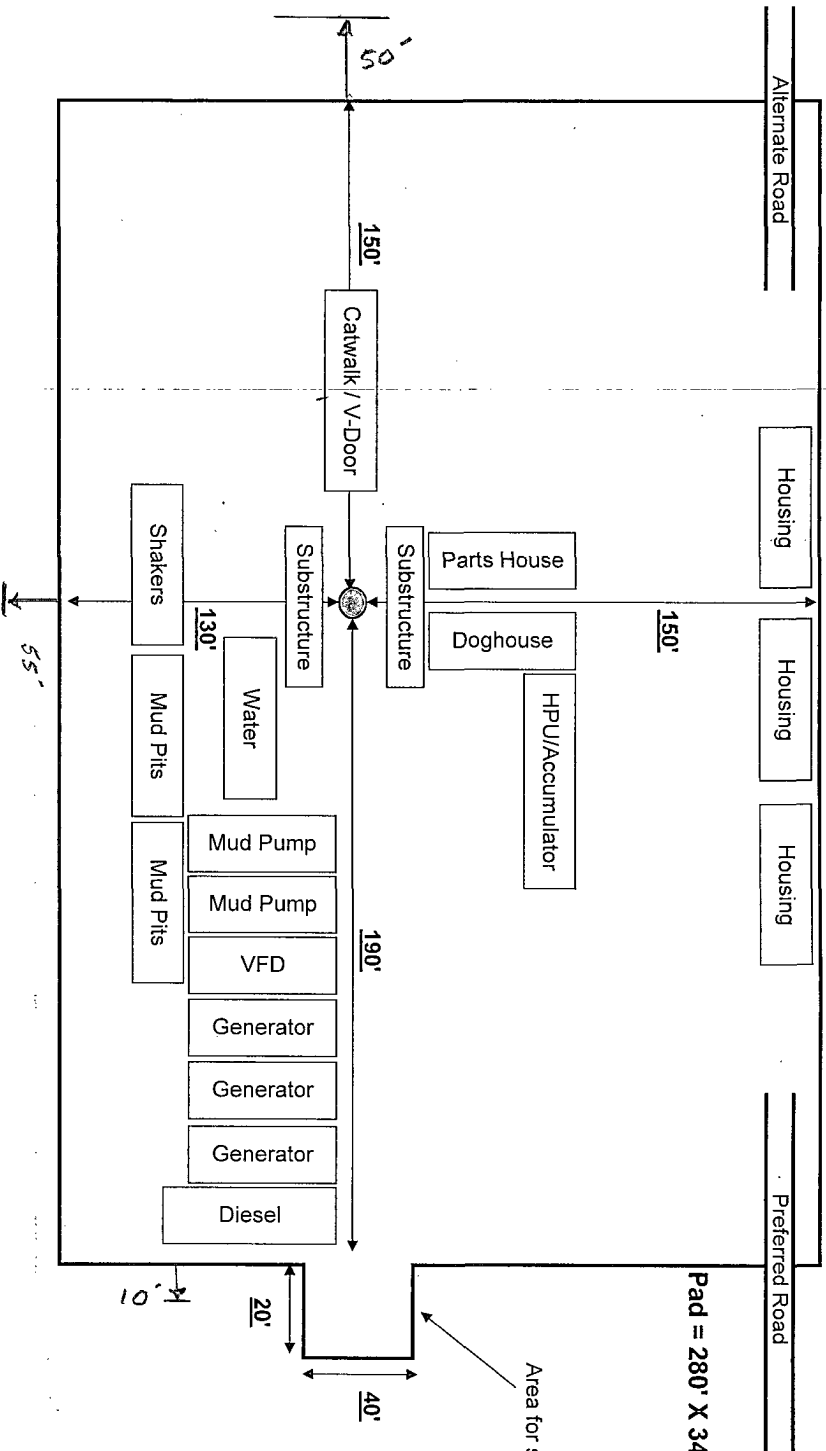 Alternate Road
50'
150'
Catwalk / V-Door
Housing
Housing
Housing
Parts House
Doghouse
HPU/Accumulator
150'
Substructure
Substructure
Shakers
130'
55'
Water
Mud Pits
Mud Pits
Mud Pump
Mud Pump
VFD
Generator
Generator
Generator
Diesel
190'
Preferred Road
Pad = 280' X 34
Area for
10'
20'
40'